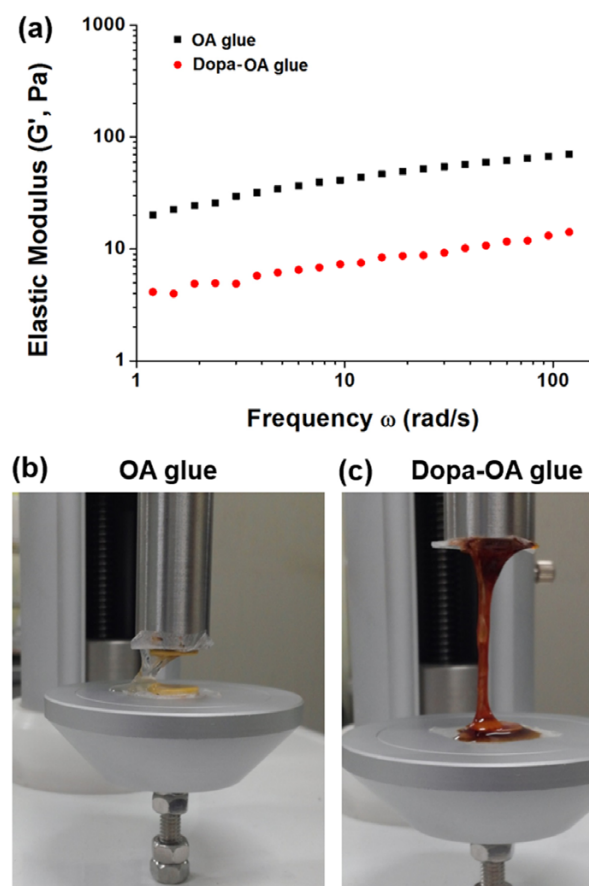 (a)
1000
100
10
1
1
10
100
Elastic Modulus (G', Pa)
OA glue
Dopa-OA glue
Frequency ω (rad/s)
(b)
OA glue
(c)
Dopa-OA glue